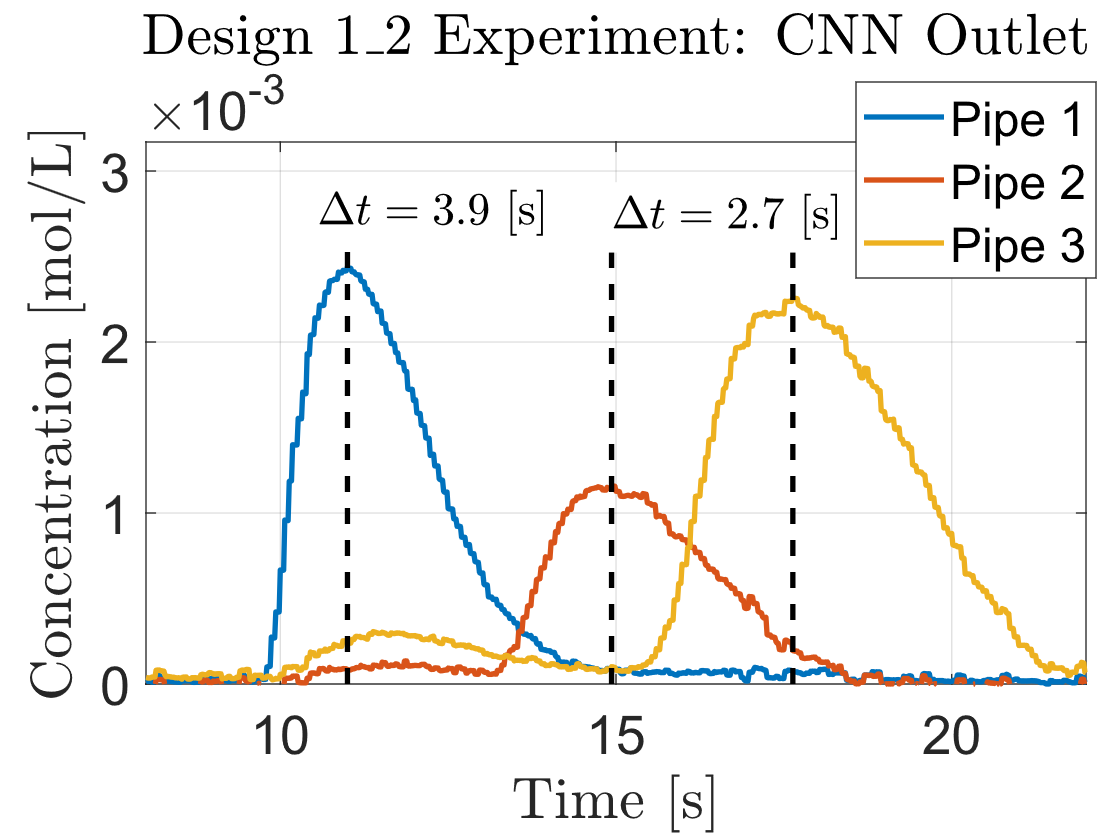 Design 1_2 Experiment: CNN Outlet
×10⁻³
Pipe 1
Pipe 2
Pipe 3
Δt = 3.9 [s]
Δt = 2.7 [s]
Concentration [mol/L]
3
2
1
0
10
15
20
Time [s]